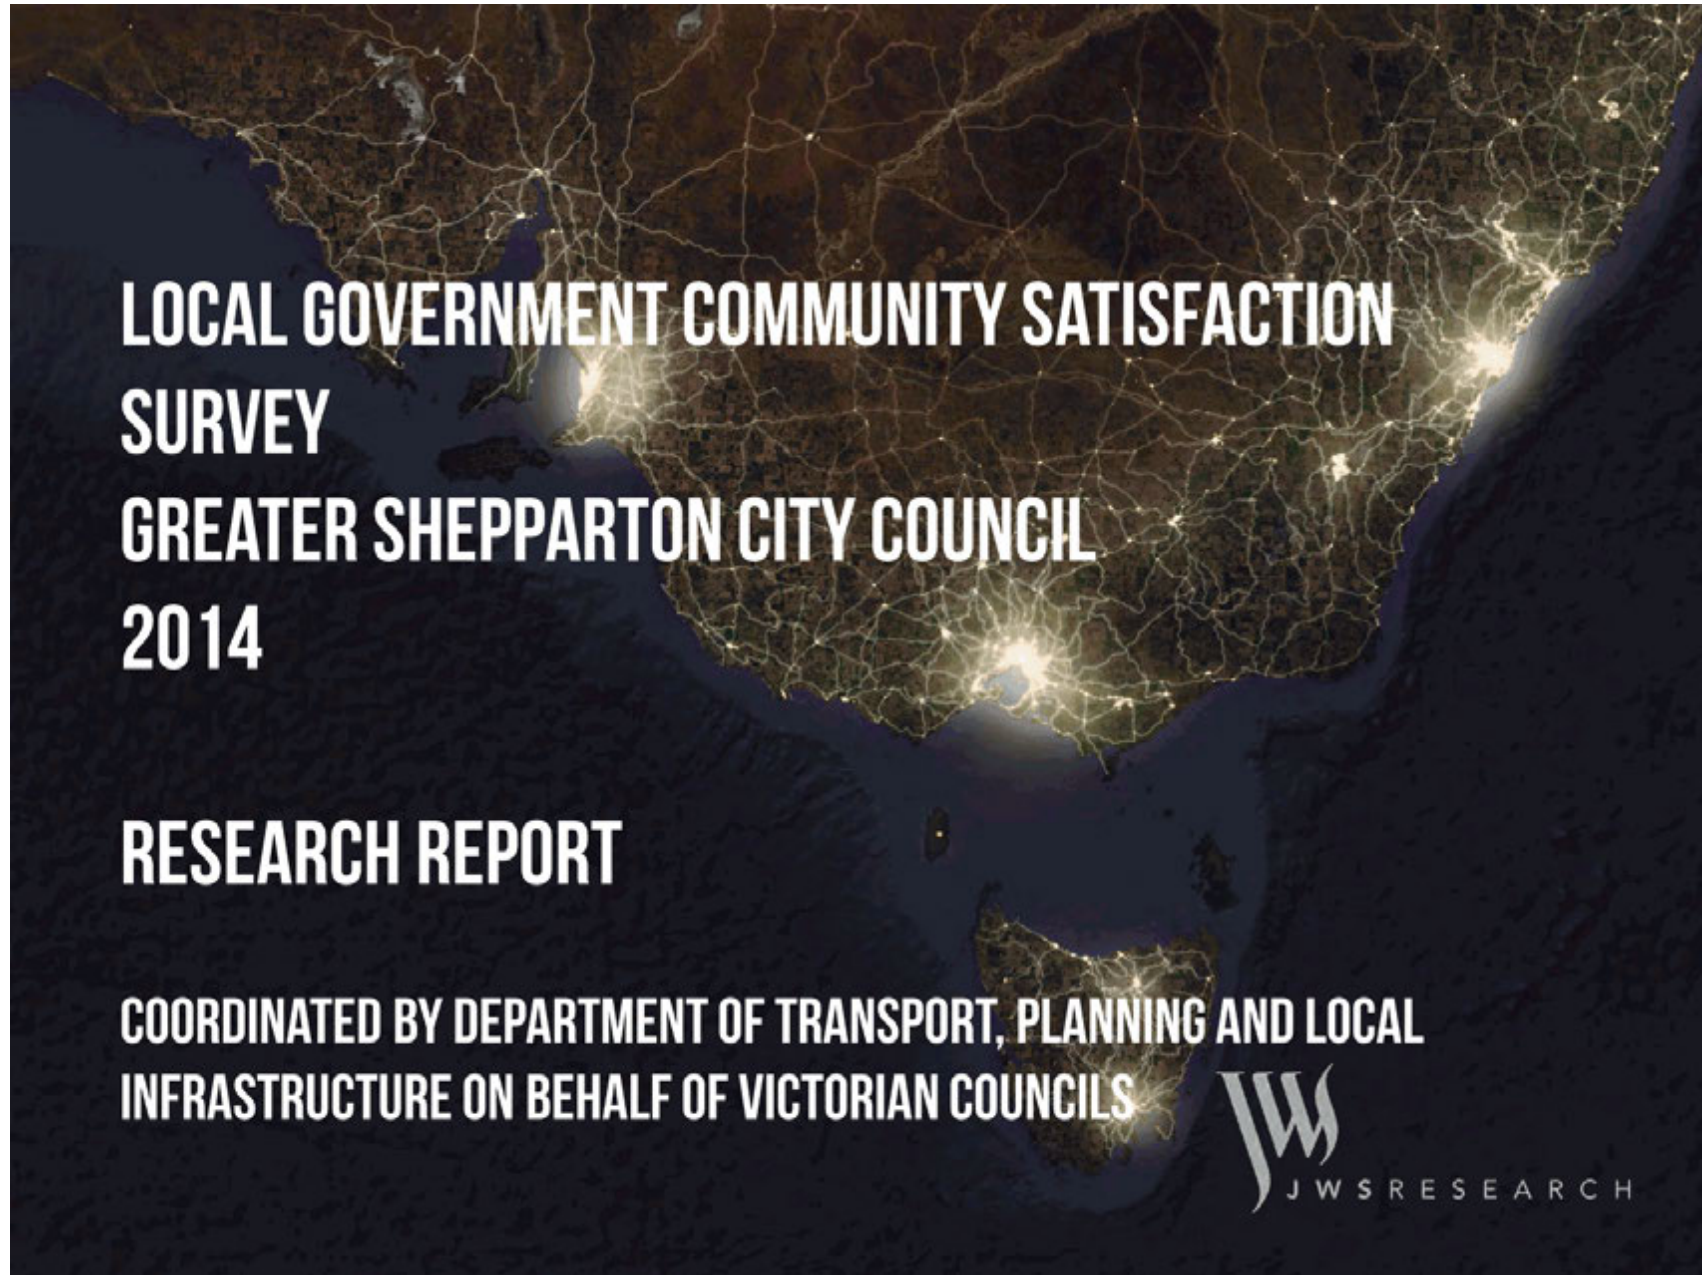 LOCAL GOVERNMENT COMMUNITY SATISFACTION
SURVEY
GREATER SHEPPARTON CITY COUNCIL
2014
RESEARCH REPORT
COORDINATED BY DEPARTMENT OF TRANSPORT, PLANNING AND LOCAL
INFRASTRUCTURE ON BEHALF OF VICTORIAN COUNCILS
JWS
JWSRESEARCH